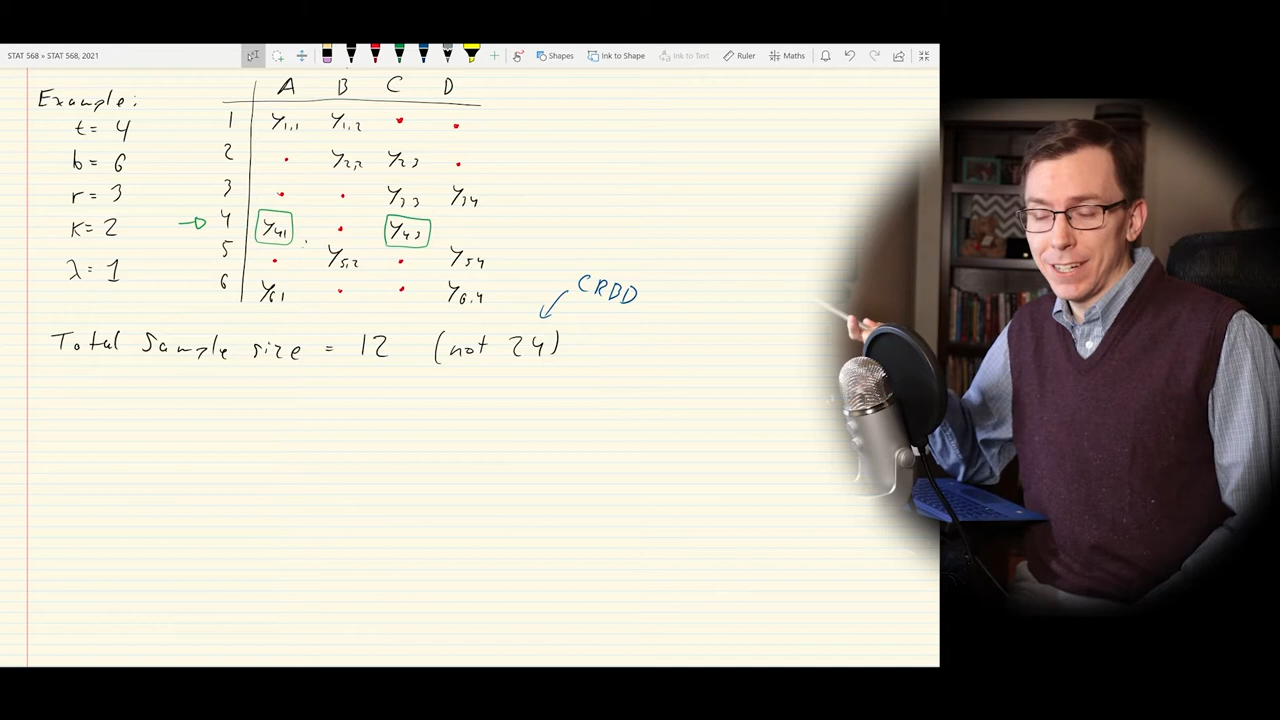 STAT 568 » STAT 568, 2021
Shapes Ink to Shape Ink to Text Ruler Maths
Example:
t = 4
b = 6
r = 3
k = 2
λ = 1
A B C D
1 y1,1 y1,2 • •
2 • y2,2 y2,3 •
3 • • y3,3 y3,4
→ 4 y4,1 • y4,3
5 • y5,2 • y5,4
6 y6,1 • • y6,4
CRBD
Total Sample size = 12 (not 24)